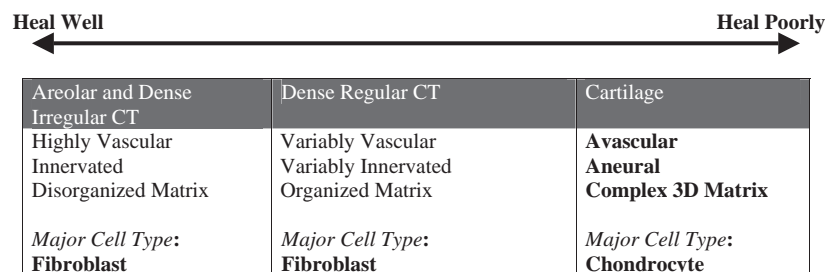 Heal Well Heal Poorly
Areolar and Dense Irregular CT
Dense Regular CT
Cartilage
Highly Vascular
Innervated
Disorganized Matrix
Major Cell Type:
Fibroblast
Variably Vascular
Variably Innervated
Organized Matrix
Major Cell Type:
Fibroblast
Avascular
Aneural
Complex 3D Matrix
Major Cell Type:
Chondrocyte